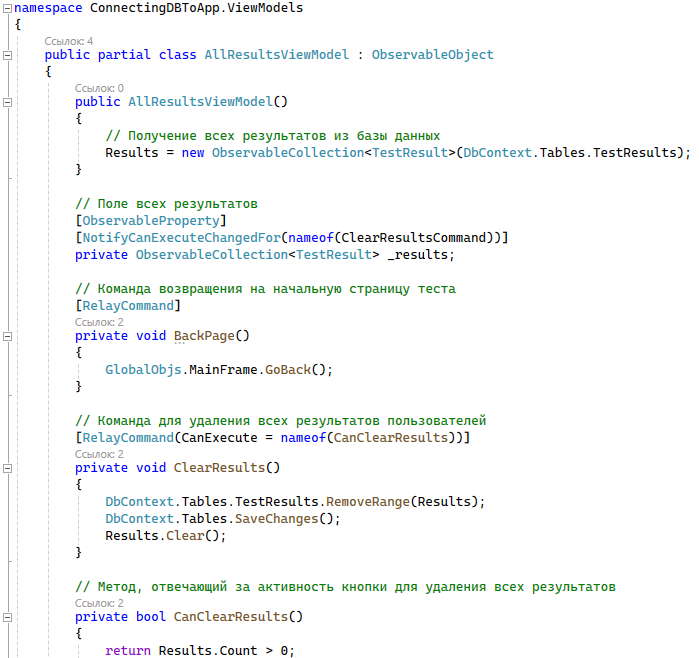 namespace ConnectingDBToApp.ViewModels
{
Ссылок: 4
public partial class AllResultsViewModel : ObservableObject
{
Ссылок: 0
public AllResultsViewModel()
{
// Получение всех результатов из базы данных
Results = new ObservableCollection<TestResult>(DbContext.Tables.TestResults);
}
// Поле всех результатов
[ObservableProperty]
[NotifyCanExecuteChangedFor(nameof(ClearResultsCommand))]
private ObservableCollection<TestResult> _results;
// Команда возвращения на начальную страницу теста
[RelayCommand]
Ссылок: 2
private void BackPage()
{
GlobalObjs.MainFrame.GoBack();
}
// Команда для удаления всех результатов пользователей
[RelayCommand(CanExecute = nameof(CanClearResults))]
Ссылок: 2
private void ClearResults()
{
DbContext.Tables.TestResults.RemoveRange(Results);
DbContext.Tables.SaveChanges();
Results.Clear();
}
// Метод, отвечающий за активность кнопки для удаления всех результатов
Ссылок: 2
private bool CanClearResults()
{
return Results.Count > 0;